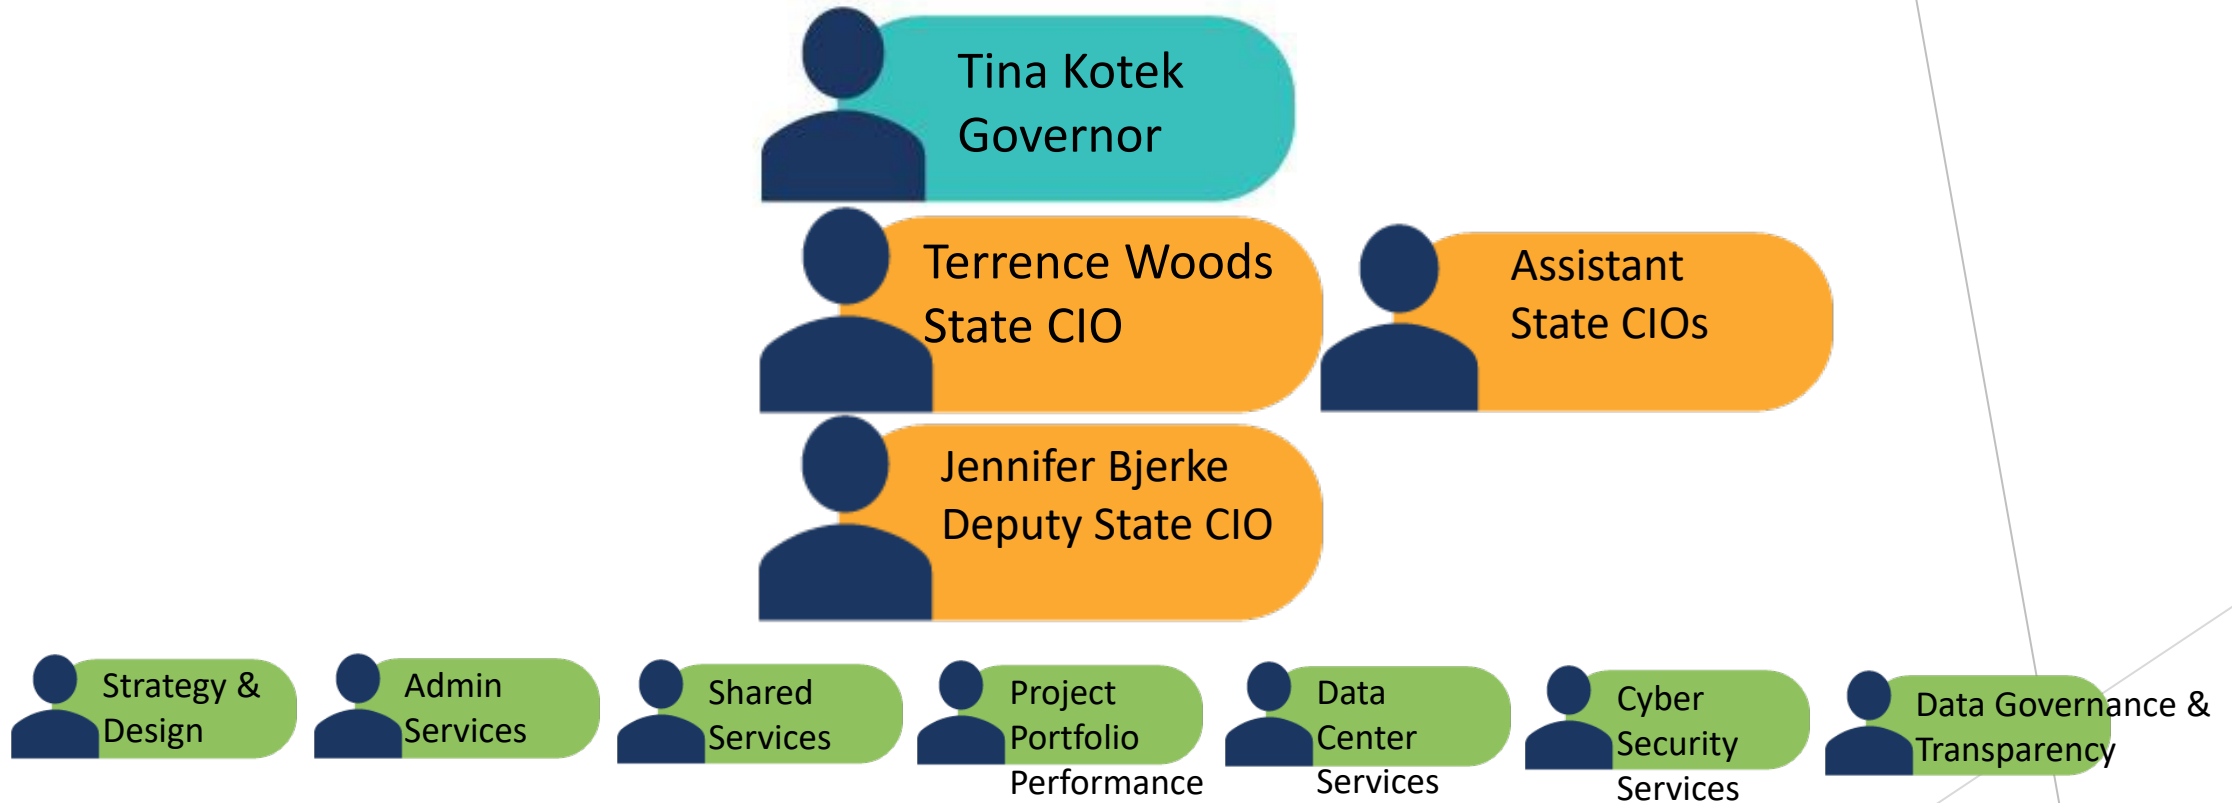 Tina Kotek
Governor
Terrence Woods
State CIO
Assistant
State CIOs
Jennifer Bjerke
Deputy State CIO
Strategy &
Design
Admin
Services
Shared
Services
Project
Portfolio
Performance
Data
Center
Services
Cyber
Security
Services
Data Governance &
Transparency